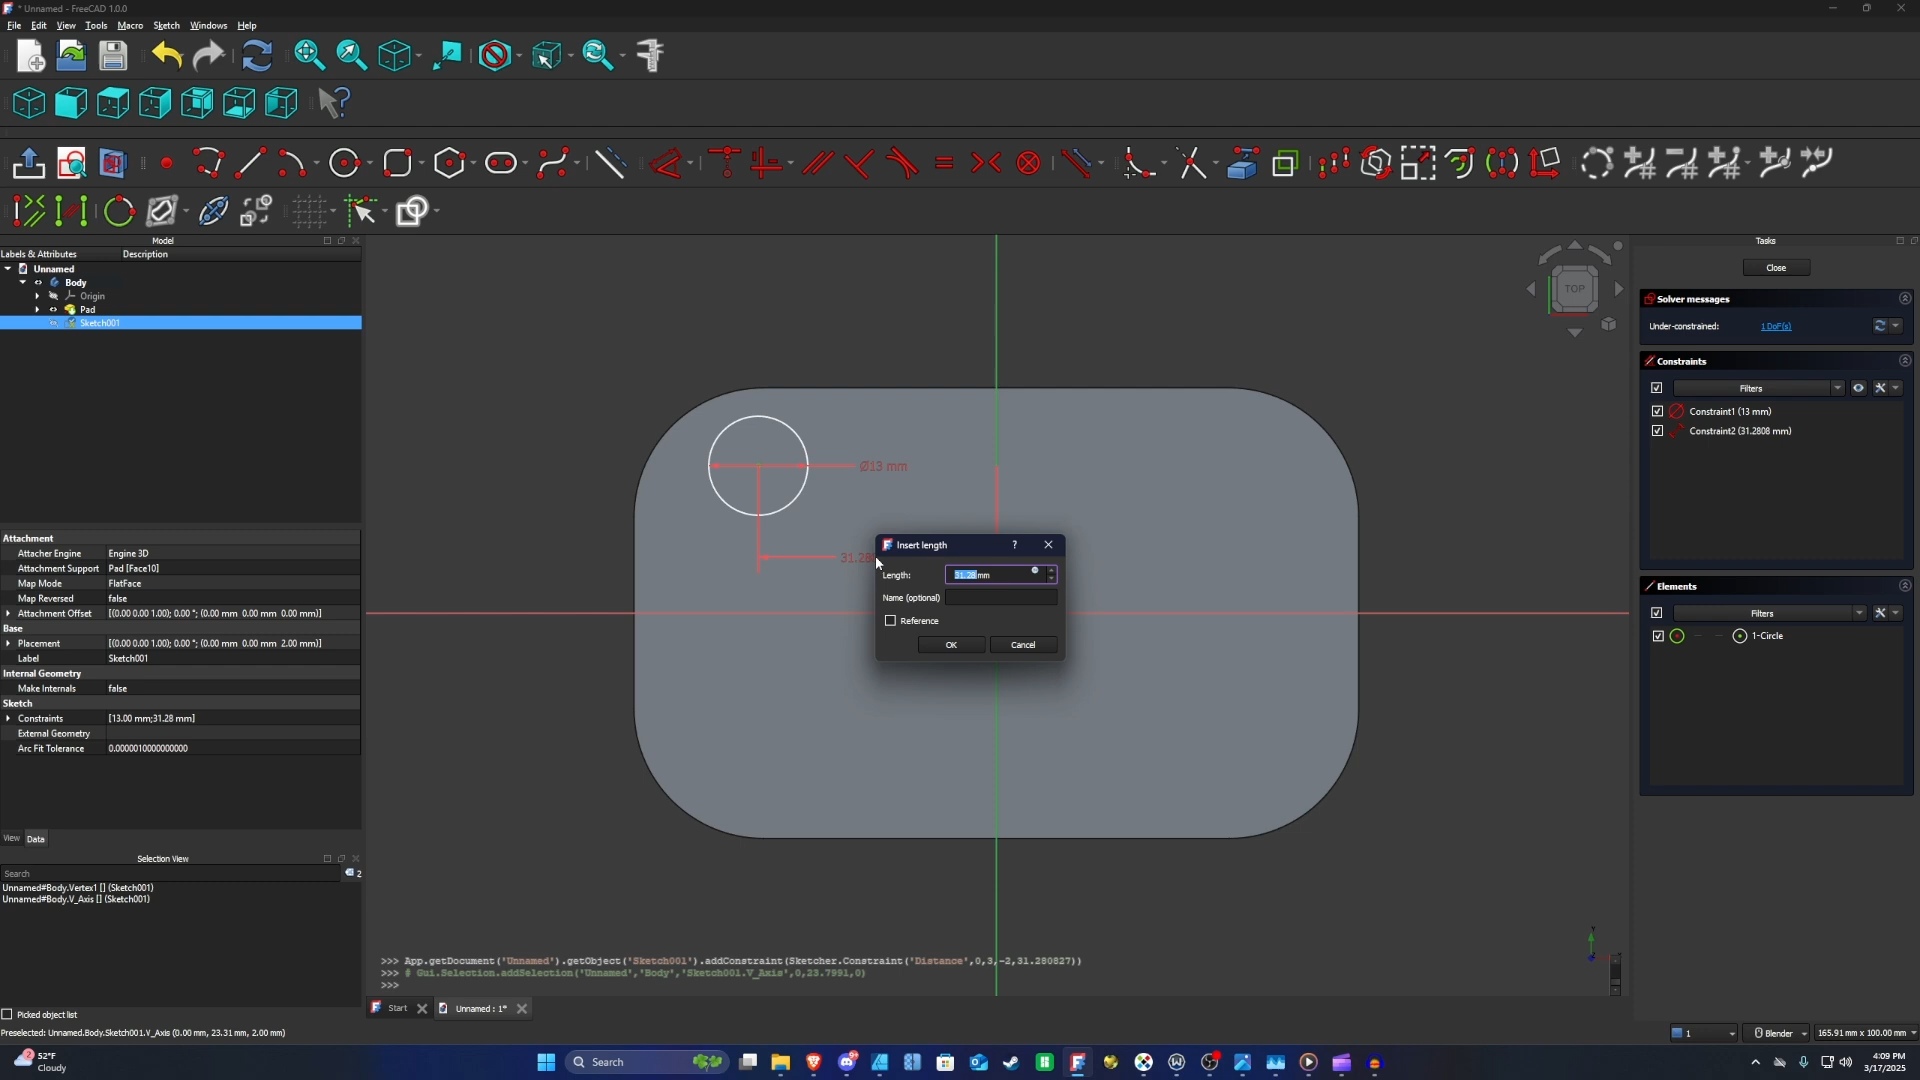 * Unnamed - FreeCAD 1.0.0
File Edit View Tools Macro Sketch Windows Help
Model
Labels & Attributes Description
Unnamed
Body
Origin
Pad
Sketch001
Attachment
Attacher Engine Engine 3D
Attachment Support Pad [Face10]
Map Mode FlatFace
Map Reversed false
Attachment Offset [(0.00 0.00 1.00); 0.00 °; (0.00 mm 0.00 mm 0.00 mm)]
Base
Placement [(0.00 0.00 1.00); 0.00 °; (0.00 mm 0.00 mm 2.00 mm)]
Label Sketch001
Internal Geometry
Make Internals false
Sketch
Constraints [13.00 mm;31.28 mm]
External Geometry
Arc Fit Tolerance 0.0000010000000000
View Data
Selection View
Search 2
Unnamed#Body.Vertex1 [] (Sketch001)
Unnamed#Body.V_Axis [] (Sketch001)
Picked object list
Preselected: Unnamed.Body.Sketch001.V_Axis (0.00 mm, 23.31 mm, 2.00 mm)
TOP
Ø13 mm
31.280
Insert length ?
Length: 31.28 mm
Name (optional)
Reference
OK Cancel
>>> App.getDocument('Unnamed').getObject('Sketch001').addConstraint(Sketcher.Constraint('Distance',0,3,-2,31.280827))
>>> # Gui.Selection.addSelection('Unnamed','Body','Sketch001.V_Axis',0,23.7991,0)
>>>
Start Unnamed : 1*
Tasks
Close
Solver messages
Under-constrained: 1 DoF(s)
Constraints
Filters
Constraint1 (13 mm)
Constraint2 (31.2808 mm)
Elements
Filters
1-Circle
1 Blender 165.91 mm x 100.00 mm
52°F
Cloudy
Search
4:09 PM
3/17/2025